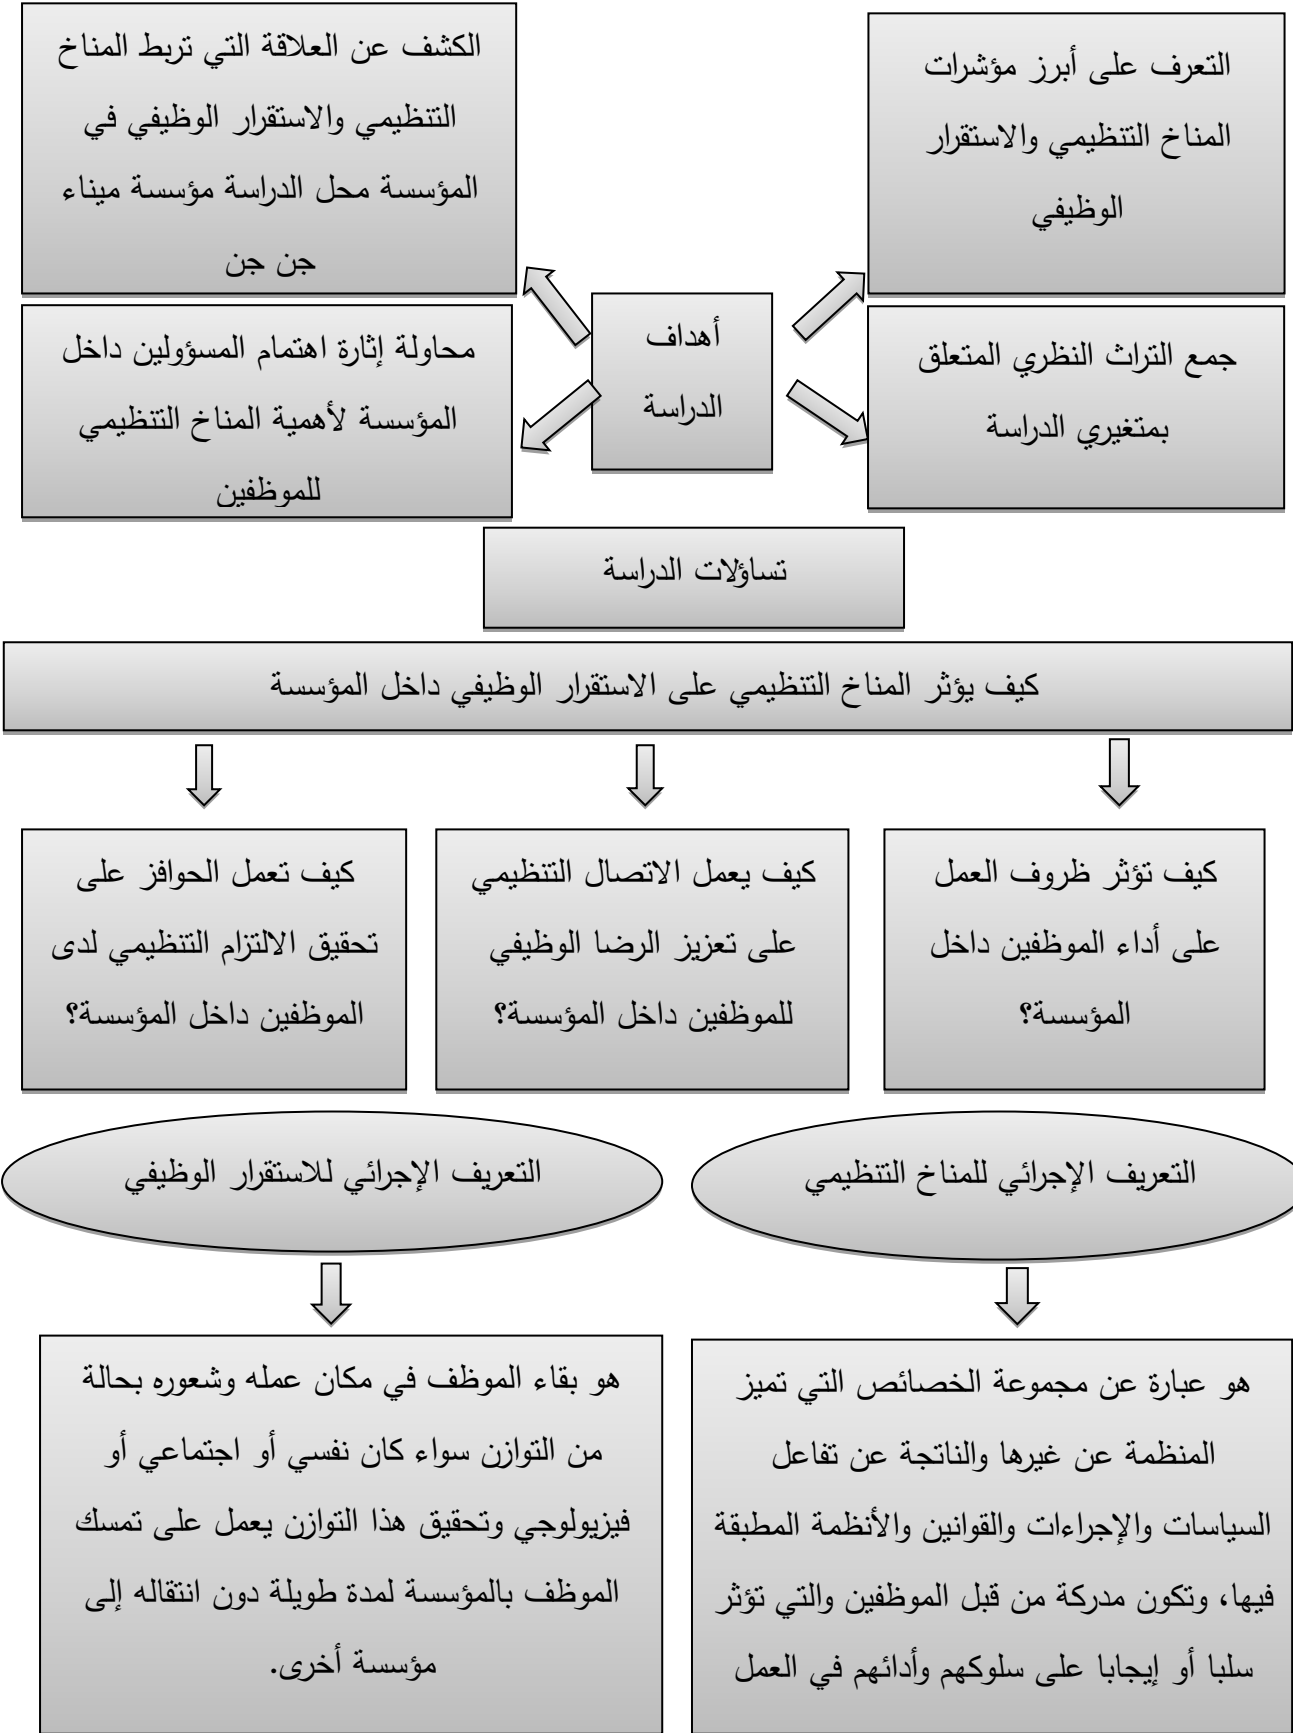 التعرف على أبرز مؤشرات
المناخ التنظيمي والاستقرار
الوظيفي
الكشف عن العلاقة التي تربط المناخ
التنظيمي والاستقرار الوظيفي في
المؤسسة محل الدراسة مؤسسة ميناء
جن جن
أهداف
الدراسة
جمع التراث النظري المتعلق
بمتغيري الدراسة
محاولة إثارة اهتمام المسؤولين داخل
المؤسسة لأهمية المناخ التنظيمي
للموظفين
تساؤلات الدراسة
كيف يؤثر المناخ التنظيمي على الاستقرار الوظيفي داخل المؤسسة
كيف تؤثر ظروف العمل
على أداء الموظفين داخل
المؤسسة؟
كيف يعمل الاتصال التنظيمي
على تعزيز الرضا الوظيفي
للموظفين داخل المؤسسة؟
كيف تعمل الحوافز على
تحقيق الالتزام التنظيمي لدى
الموظفين داخل المؤسسة؟
التعريف الإجرائي للمناخ التنظيمي
التعريف الإجرائي للاستقرار الوظيفي
هو عبارة عن مجموعة الخصائص التي تميز
المنظمة عن غيرها والناتجة عن تفاعل
السياسات والإجراءات والقوانين والأنظمة المطبقة
فيها، وتكون مدركة من قبل الموظفين والتي تؤثر
سلبا أو إيجابا على سلوكهم وأدائهم في العمل
هو بقاء الموظف في مكان عمله وشعوره بحالة
من التوازن سواء كان نفسي أو اجتماعي أو
فيزيولوجي وتحقيق هذا التوازن يعمل على تمسك
الموظف بالمؤسسة لمدة طويلة دون انتقاله إلى
مؤسسة أخرى.